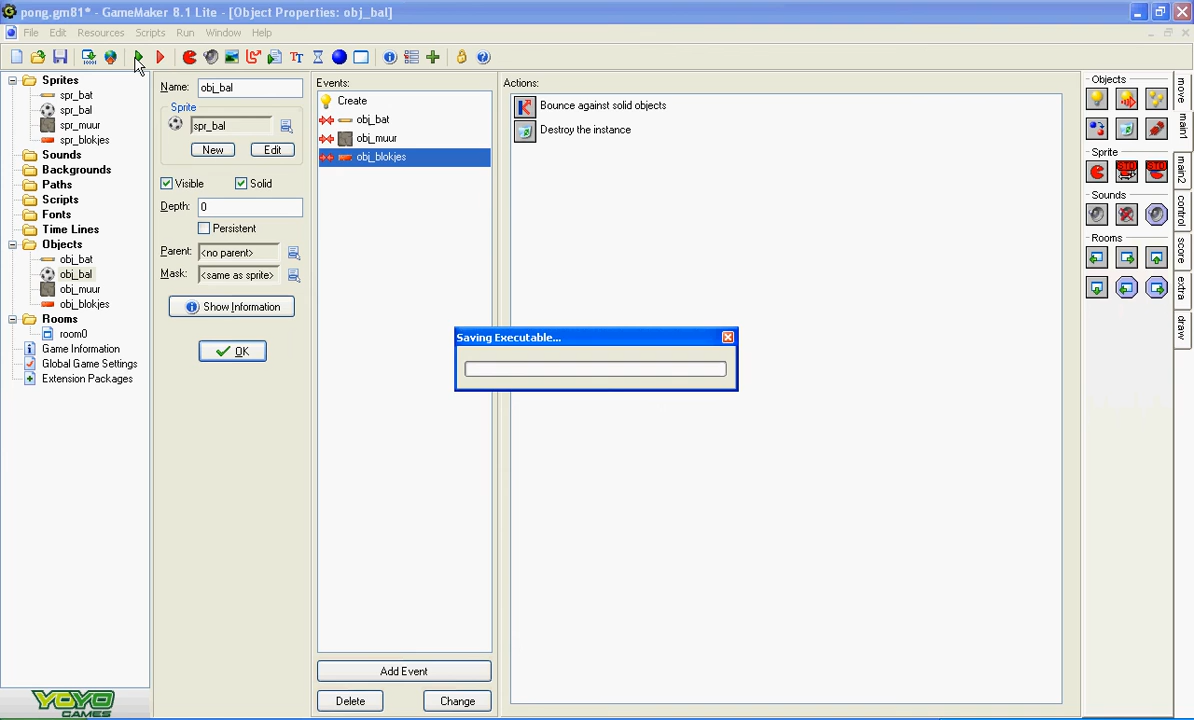 pong.gm81* - GameMaker 8.1 Lite - [Object Properties: obj_bal]
File Edit Resources Scripts Run Window Help
Sprites
spr_bat
spr_bal
spr_muur
spr_blokjes
Sounds
Backgrounds
Paths
Scripts
Fonts
Time Lines
Objects
obj_bat
obj_bal
obj_muur
obj_blokjes
Rooms
room0
Game Information
Global Game Settings
Extension Packages
YOYO
GAMES
Name: obj_bal
Sprite
spr_bal
New Edit
Visible Solid
Depth: 0
Persistent
Parent: <no parent>
Mask: <same as sprite>
Show Information
OK
Events:
Create
obj_bat
obj_muur
obj_blokjes
Add Event
Delete Change
Actions:
Bounce against solid objects
Destroy the instance
Saving Executable...
Objects
Sprite
Sounds
Rooms
move
main1
main2
control
score
extra
draw